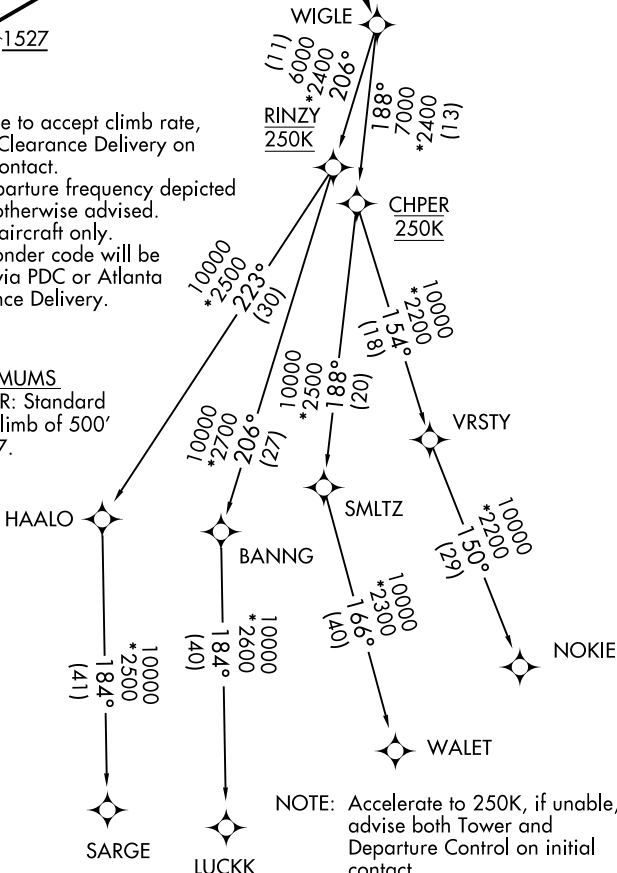 WIGLE
1527
(11)
6000
*2400
206°
188°
7000
*2400
(13)
RINZY
250K
CHPER
250K
e to accept climb rate,
Clearance Delivery on
ontact.
parture frequency depicted
otherwise advised.
aircraft only.
onder code will be
via PDC or Atlanta
nce Delivery.
10000
*2500
223°
(30)
10000
*2700
206°
(27)
10000
*2500
188°
(20)
10000
*2200
154°
(18)
MUMS
R: Standard
limb of 500'
7.
VRSTY
HAALO
BANNG
SMLTZ
10000
*2200
150°
(29)
10000
*2300
166°
(40)
10000
*2600
184°
(40)
10000
*2500
184°
(41)
NOKIE
WALET
SARGE
LUCKK
NOTE: Accelerate to 250K, if unable,
advise both Tower and
Departure Control on initial
contact